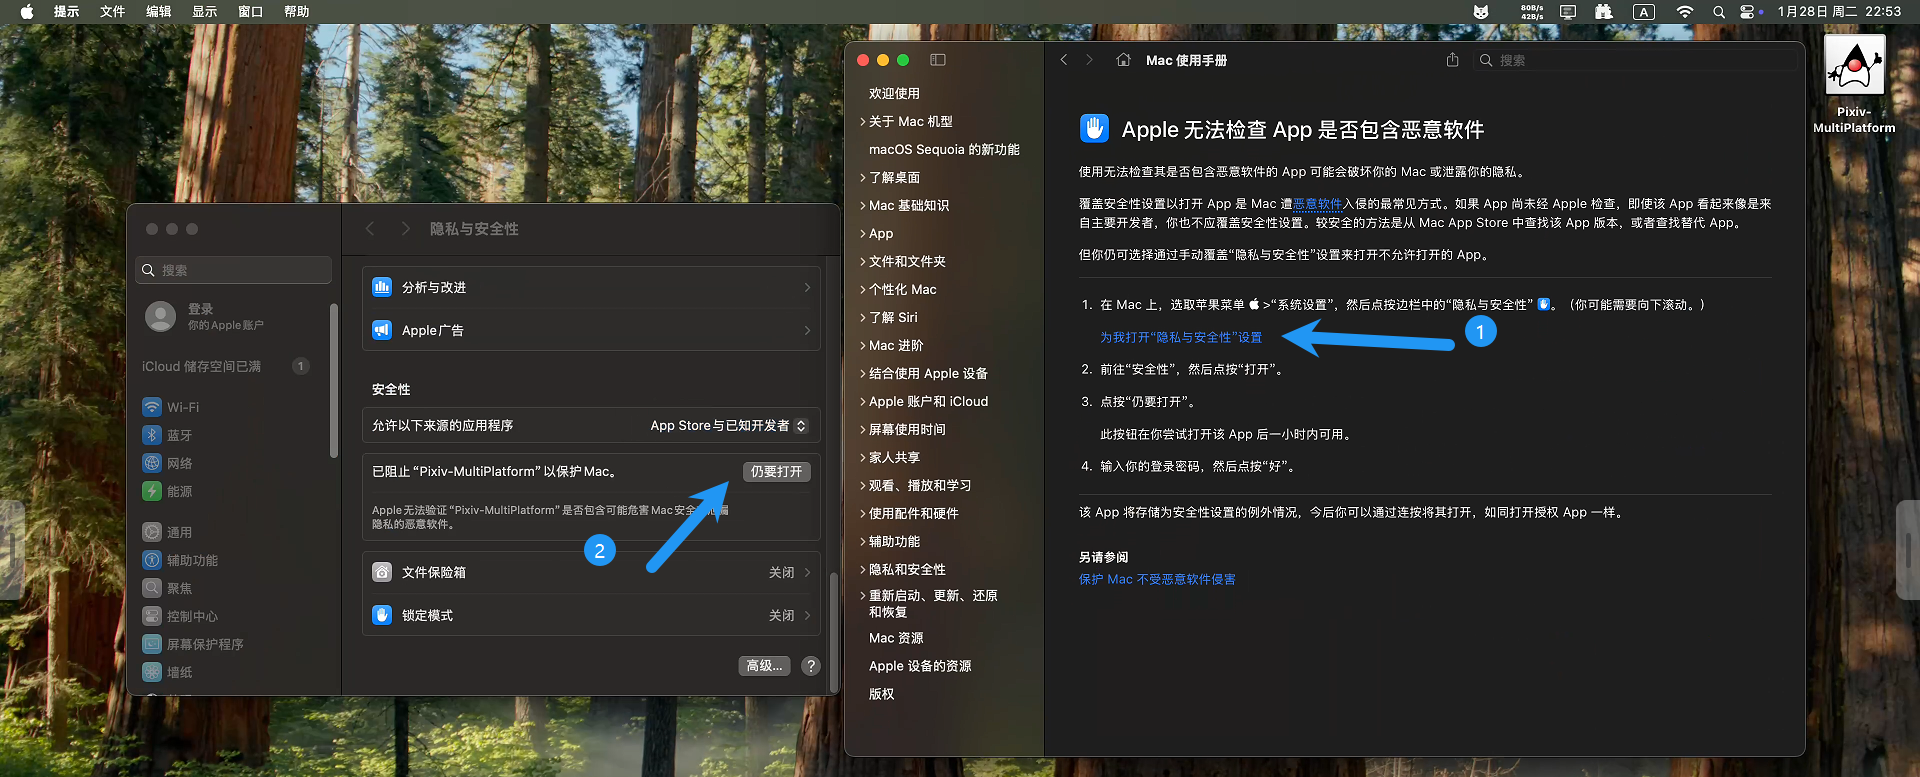 提示 文件 编辑 显示 窗口 帮助
80B/s
42B/s
A
1月28日 周二 22:53
Pixiv-
MultiPlatform
隐私与安全性
搜索
登录
你的Apple账户
iCloud 储存空间已满 1
Wi-Fi
蓝牙
网络
能源
通用
辅助功能
聚焦
控制中心
屏幕保护程序
墙纸
分析与改进
Apple广告
安全性
允许以下来源的应用程序 App Store与已知开发者
已阻止“Pixiv-MultiPlatform”以保护Mac。 仍要打开
Apple无法验证“Pixiv-MultiPlatform”是否包含可能危害Mac安
隐私的恶意软件。
2
文件保险箱 关闭
锁定模式 关闭
高级... ?
Mac 使用手册
搜索
欢迎使用
关于 Mac 机型
macOS Sequoia 的新功能
了解桌面
Mac 基础知识
App
文件和文件夹
个性化 Mac
了解 Siri
Mac 进阶
结合使用 Apple 设备
Apple 账户和 iCloud
屏幕使用时间
家人共享
观看、播放和学习
使用配件和硬件
辅助功能
隐私和安全性
重新启动、更新、还原
和恢复
Mac 资源
Apple 设备的资源
版权
Apple 无法检查 App 是否包含恶意软件
使用无法检查其是否包含恶意软件的 App 可能会破坏你的 Mac 或泄露你的隐私。
覆盖安全性设置以打开 App 是 Mac 遭恶意软件入侵的最常见方式。如果 App 尚未经 Apple 检查，即使该 App 看起来像是来
自主要开发者，你也不应覆盖安全性设置。较安全的方法是从 Mac App Store 中查找该 App 版本，或者查找替代 App。
但你仍可选择通过手动覆盖“隐私与安全性”设置来打开不允许打开的 App。
1. 在 Mac 上，选取苹果菜单 >“系统设置”，然后点按边栏中的“隐私与安全性” 。（你可能需要向下滚动。）
为我打开“隐私与安全性”设置
1
2. 前往“安全性”，然后点按“打开”。
3. 点按“仍要打开”。
此按钮在你尝试打开该 App 后一小时内可用。
4. 输入你的登录密码，然后点按“好”。
该 App 将存储为安全性设置的例外情况，今后你可以通过连按将其打开，如同打开授权 App 一样。
另请参阅
保护 Mac 不受恶意软件侵害